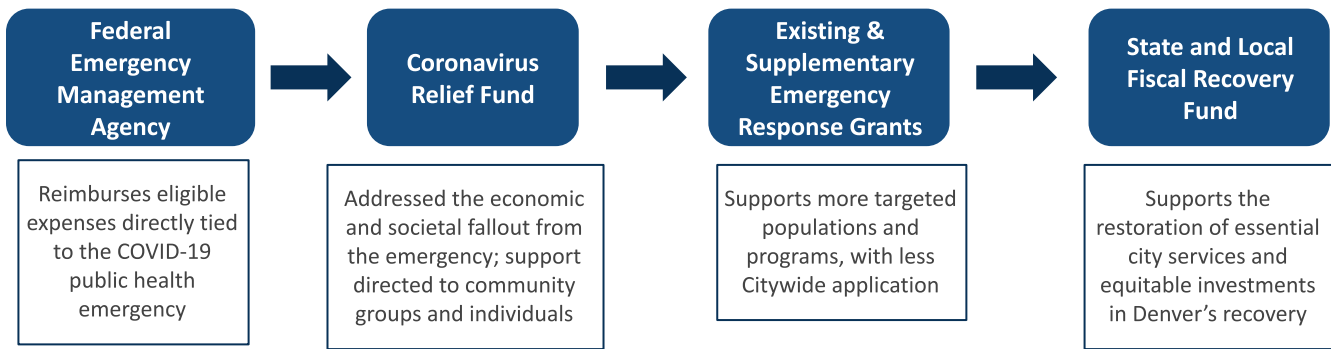 Federal
Emergency
Management
Agency
Coronavirus
Relief Fund
Existing &
Supplementary
Emergency
Response Grants
State and Local
Fiscal Recovery
Fund
Reimburses eligible
expenses directly tied
to the COVID-19
public health
emergency
Addressed the economic
and societal fallout from
the emergency; support
directed to community
groups and individuals
Supports more targeted
populations and
programs, with less
Citywide application
Supports the
restoration of essential
city services and
equitable investments
in Denver’s recovery